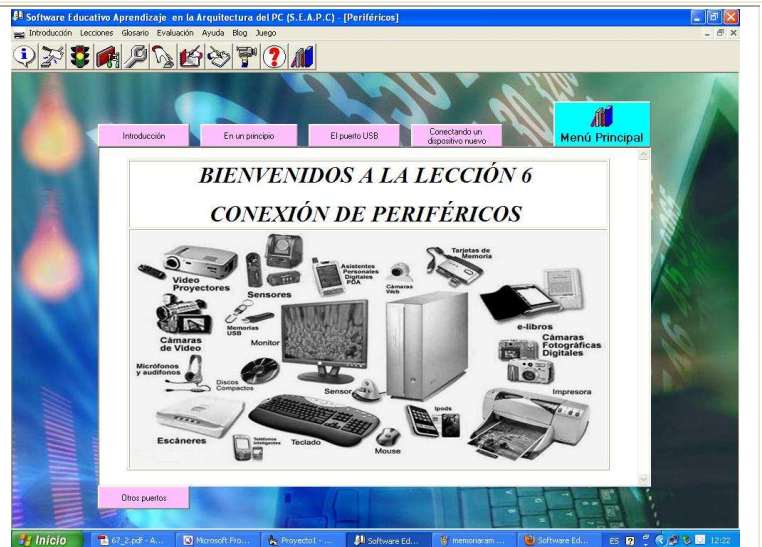 Software Educativo Aprendizaje en la Arquitectura del PC (S.E.A.P.C) - [Periféricos]
Introducción Lecciones Glosario Evaluación Ayuda Blog Juego
Introducción
En un principio
El puerto USB
Conectando un
dispositivo nuevo
Menú Principal
BIENVENIDOS A LA LECCIÓN 6
CONEXIÓN DE PERIFÉRICOS
Video
Proyectores
Sensores
Asistentes
Personales
Digitales
PDA
Cámaras
Web
Tarjetas de
Memoria
e-libros
Cámaras
de Video
Memorias
USB
Monitor
Cámaras
Fotográficas
Digitales
Micrófonos
y audífonos
Discos
Compactos
Sensor
Ipods
Impresora
Escáneres
Teléfonos
Inteligentes
Teclado
Mouse
Otros puertos
Inicio
67_2.pdf - A...
Microsoft Fro...
Proyecto1 - ...
Software Ed...
memoriaram ...
Software Ed...
ES
12:22